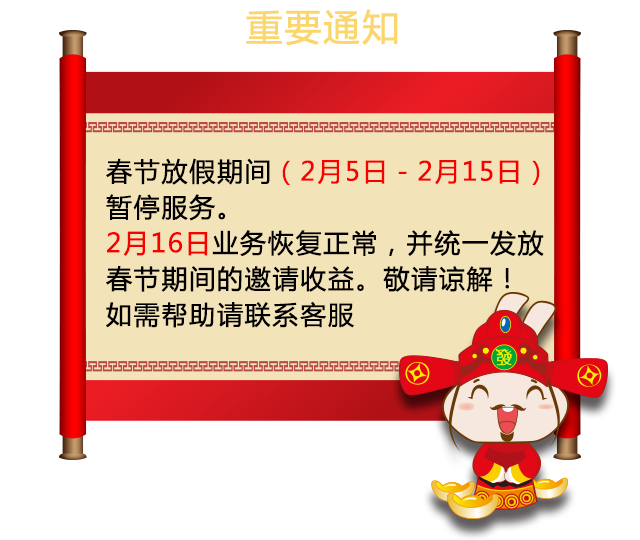 重要通知
春节放假期间（2月5日－2月15日）
暂停服务。
2月16日业务恢复正常，并统一发放
春节期间的邀请收益。敬请谅解！
如需帮助请联系客服
發